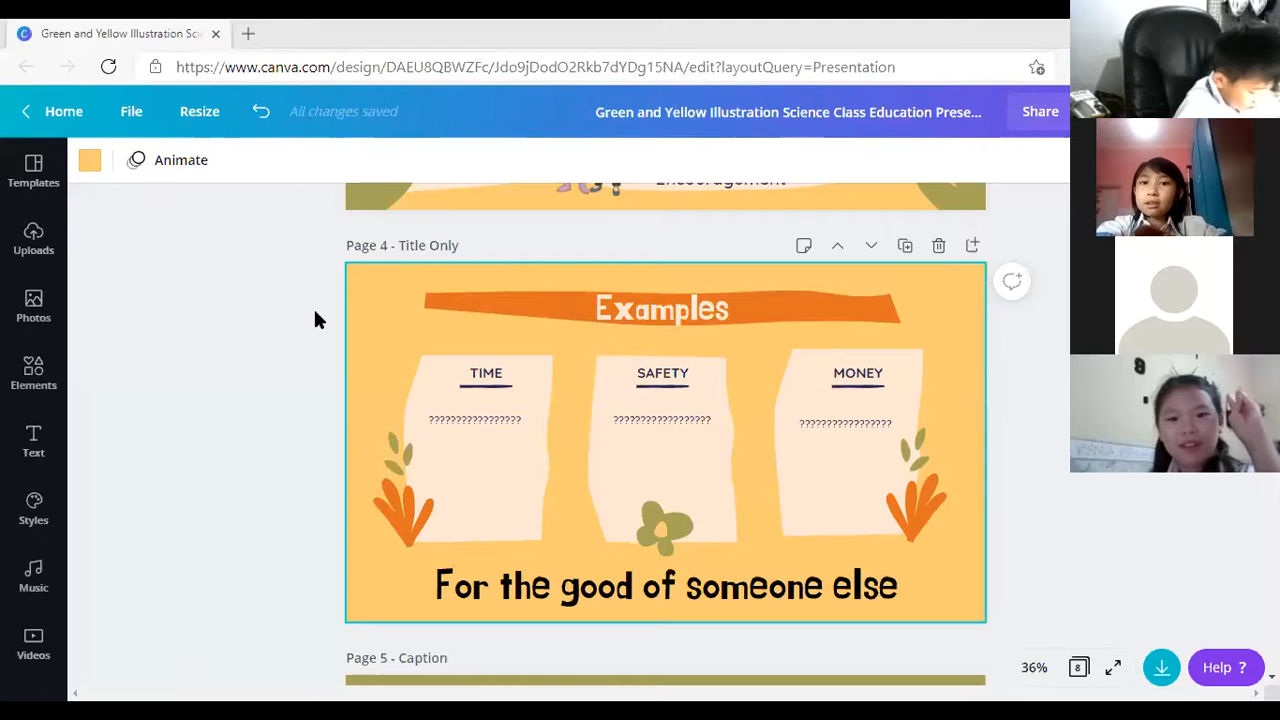 Green and Yellow Illustration Sci
https://www.canva.com/design/DAEU8QBWZFc/Jdo9jDodO2Rkb7dYDg15NA/edit?layoutQuery=Presentation
Home
File
Resize
All changes saved
Green and Yellow Illustration Science Class Education Prese...
Share
Animate
Templates
Uploads
Photos
Elements
Text
Styles
Music
Videos
Encouragement
Page 4 - Title Only
Examples
TIME
SAFETY
MONEY
?????????????????
??????????????????
?????????????????
For the good of someone else
Page 5 - Caption
36%
8
Help ?